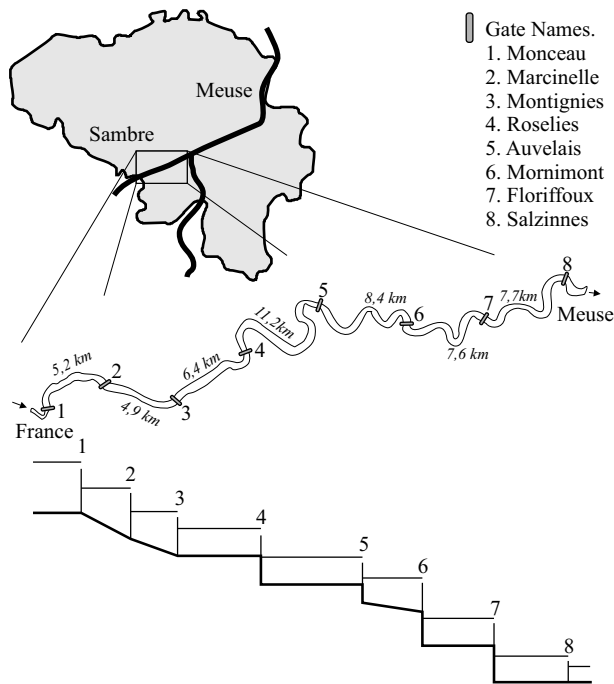 Gate Names.
1. Monceau
2. Marcinelle
3. Montignies
4. Roselies
5. Auvelais
6. Mornimont
7. Floriffoux
8. Salzinnes
Meuse
Sambre
5,2 km
4,9 km
6,4 km
11,2km
8,4 km
7,6 km
7,7km
1
2
3
4
5
6
7
8
France
Meuse
1
2
3
4
5
6
7
8